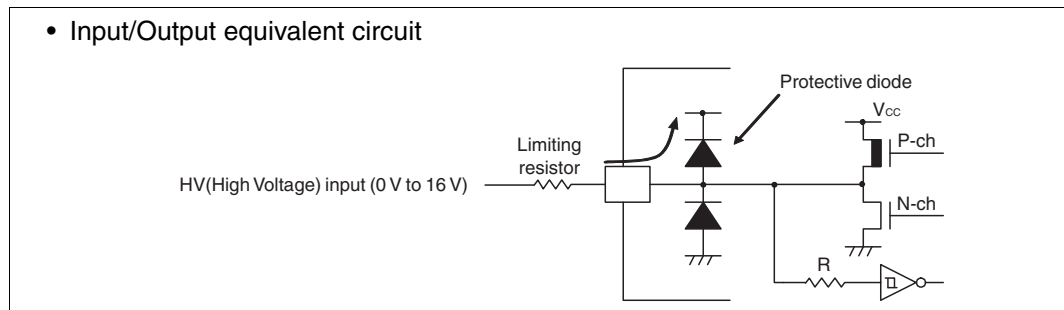 • Input/Output equivalent circuit
Protective diode
Vcc
P-ch
Limiting
resistor
HV(High Voltage) input (0 V to 16 V)
N-ch
R